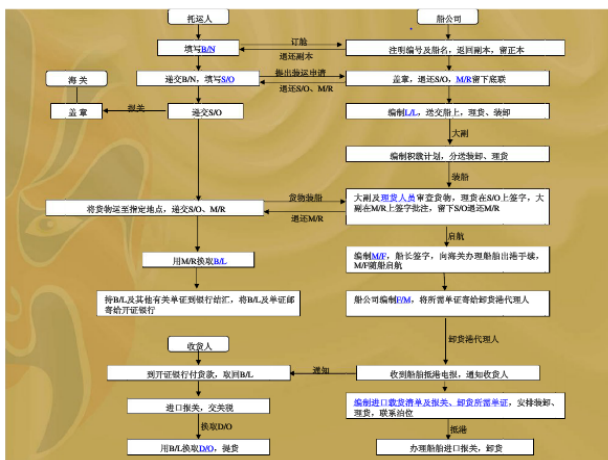 托运人
船公司
填写B/N
订舱
退还副本
注明编号及船名，返回副本，留正本
海关
递交B/N，填写S/O
提出装运申请
退还S/O、M/R
盖章，退还S/O，M/R留下底联
盖章
报关
递交S/O
编制L/L，送交船上，理货、装卸
大副
编制积载计划，分送装卸、理货
装船
将货物运至指定地点，递交S/O、M/R
货物装船
退还M/R
大副及理货人员审查货物，理货在S/O上签字，大
副在M/R上签字批注，留下S/O退还M/R
启航
用M/R换取B/L
编制M/F，船长签字，向海关办理船舶出港手续，
M/F随船启航
持B/L及其他有关单证到银行结汇，将B/L及单证邮
寄给开证银行
船公司编制F/M，将所需单证寄给卸货港代理人
收货人
卸货港代理人
到开证银行付货款，取回B/L
通知
收到船舶抵港电报，通知收货人
进口报关，交关税
编制进口载货清单及报关、卸货所需单证，安排装卸、
理货，联系泊位
换取D/O
抵港
用B/L换取D/O，提货
办理船舶进口报关，卸货